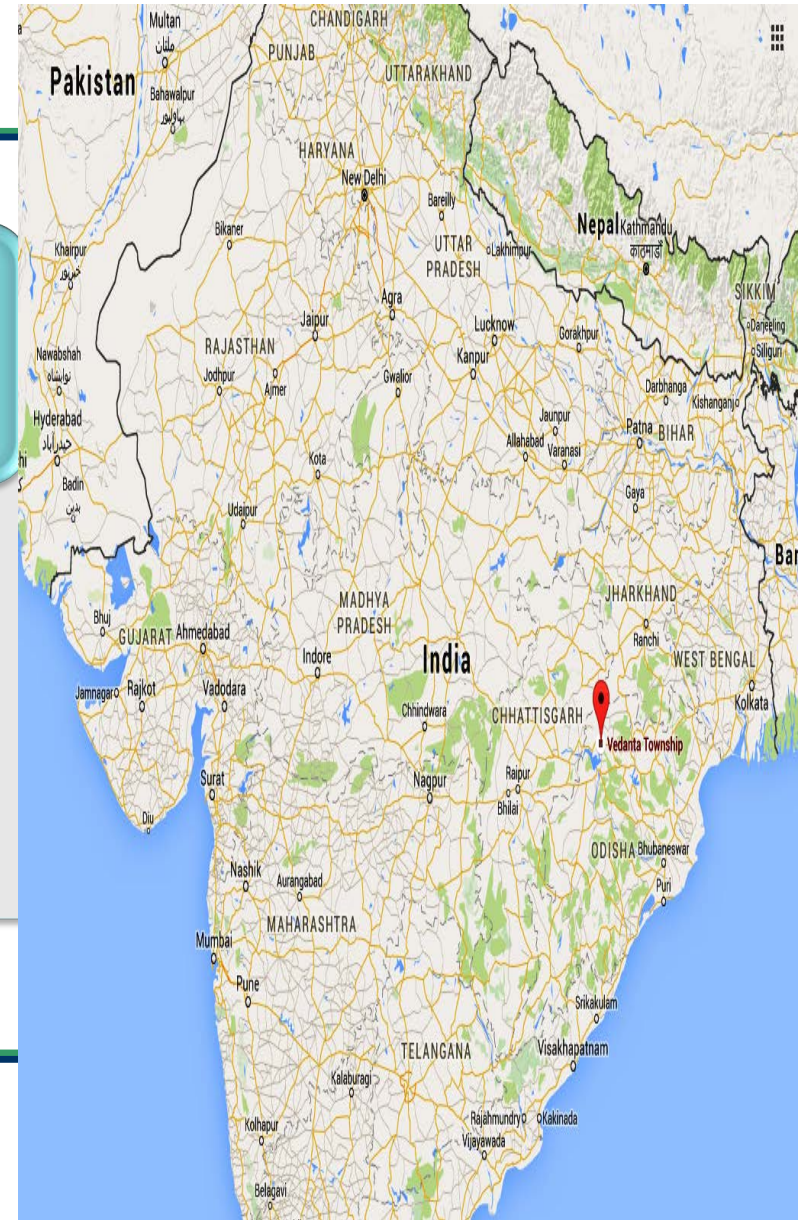 CHANDIGARH
Multan
ملتان
PUNJAB
Pakistan
UTTARAKHAND
Bahawalpur
بہاولپور
HARYANA
New Delhi
Bareilly
Nepal
Kathmandu
काठमाडौं
Bikaner
UTTAR
PRADESH
Lakhimpur
Khairpur
خیرپور
SIKKIM
Agra
Darjeeling
Jaipur
Lucknow
Gorakhpur
Siliguri
RAJASTHAN
Kanpur
Nawabshah
نوابشاہ
Jodhpur
Ajmer
Gwalior
Darbhanga
Kishanganj
Hyderabad
حیدرآباد
Jaunpur
Patna
BIHAR
Allahabad
Varanasi
hi
Kota
Badin
بدین
Gaya
Udaipur
Bar
JHARKHAND
MADHYA
PRADESH
Bhuj
GUJARAT
Ahmedabad
Ranchi
India
WEST BENGAL
Indore
Jamnagar
Rajkot
Vadodara
Kolkata
Chhindwara
CHHATTISGARH
Vedanta Township
Surat
Nagpur
Raipur
Bhilai
Diu
ODISHA
Bhubaneswar
Nashik
Aurangabad
Puri
MAHARASHTRA
Mumbai
Pune
Srikakulam
TELANGANA
Visakhapatnam
Kalaburagi
Kolhapur
Rajahmundry
Kakinada
Vijayawada
Belagavi